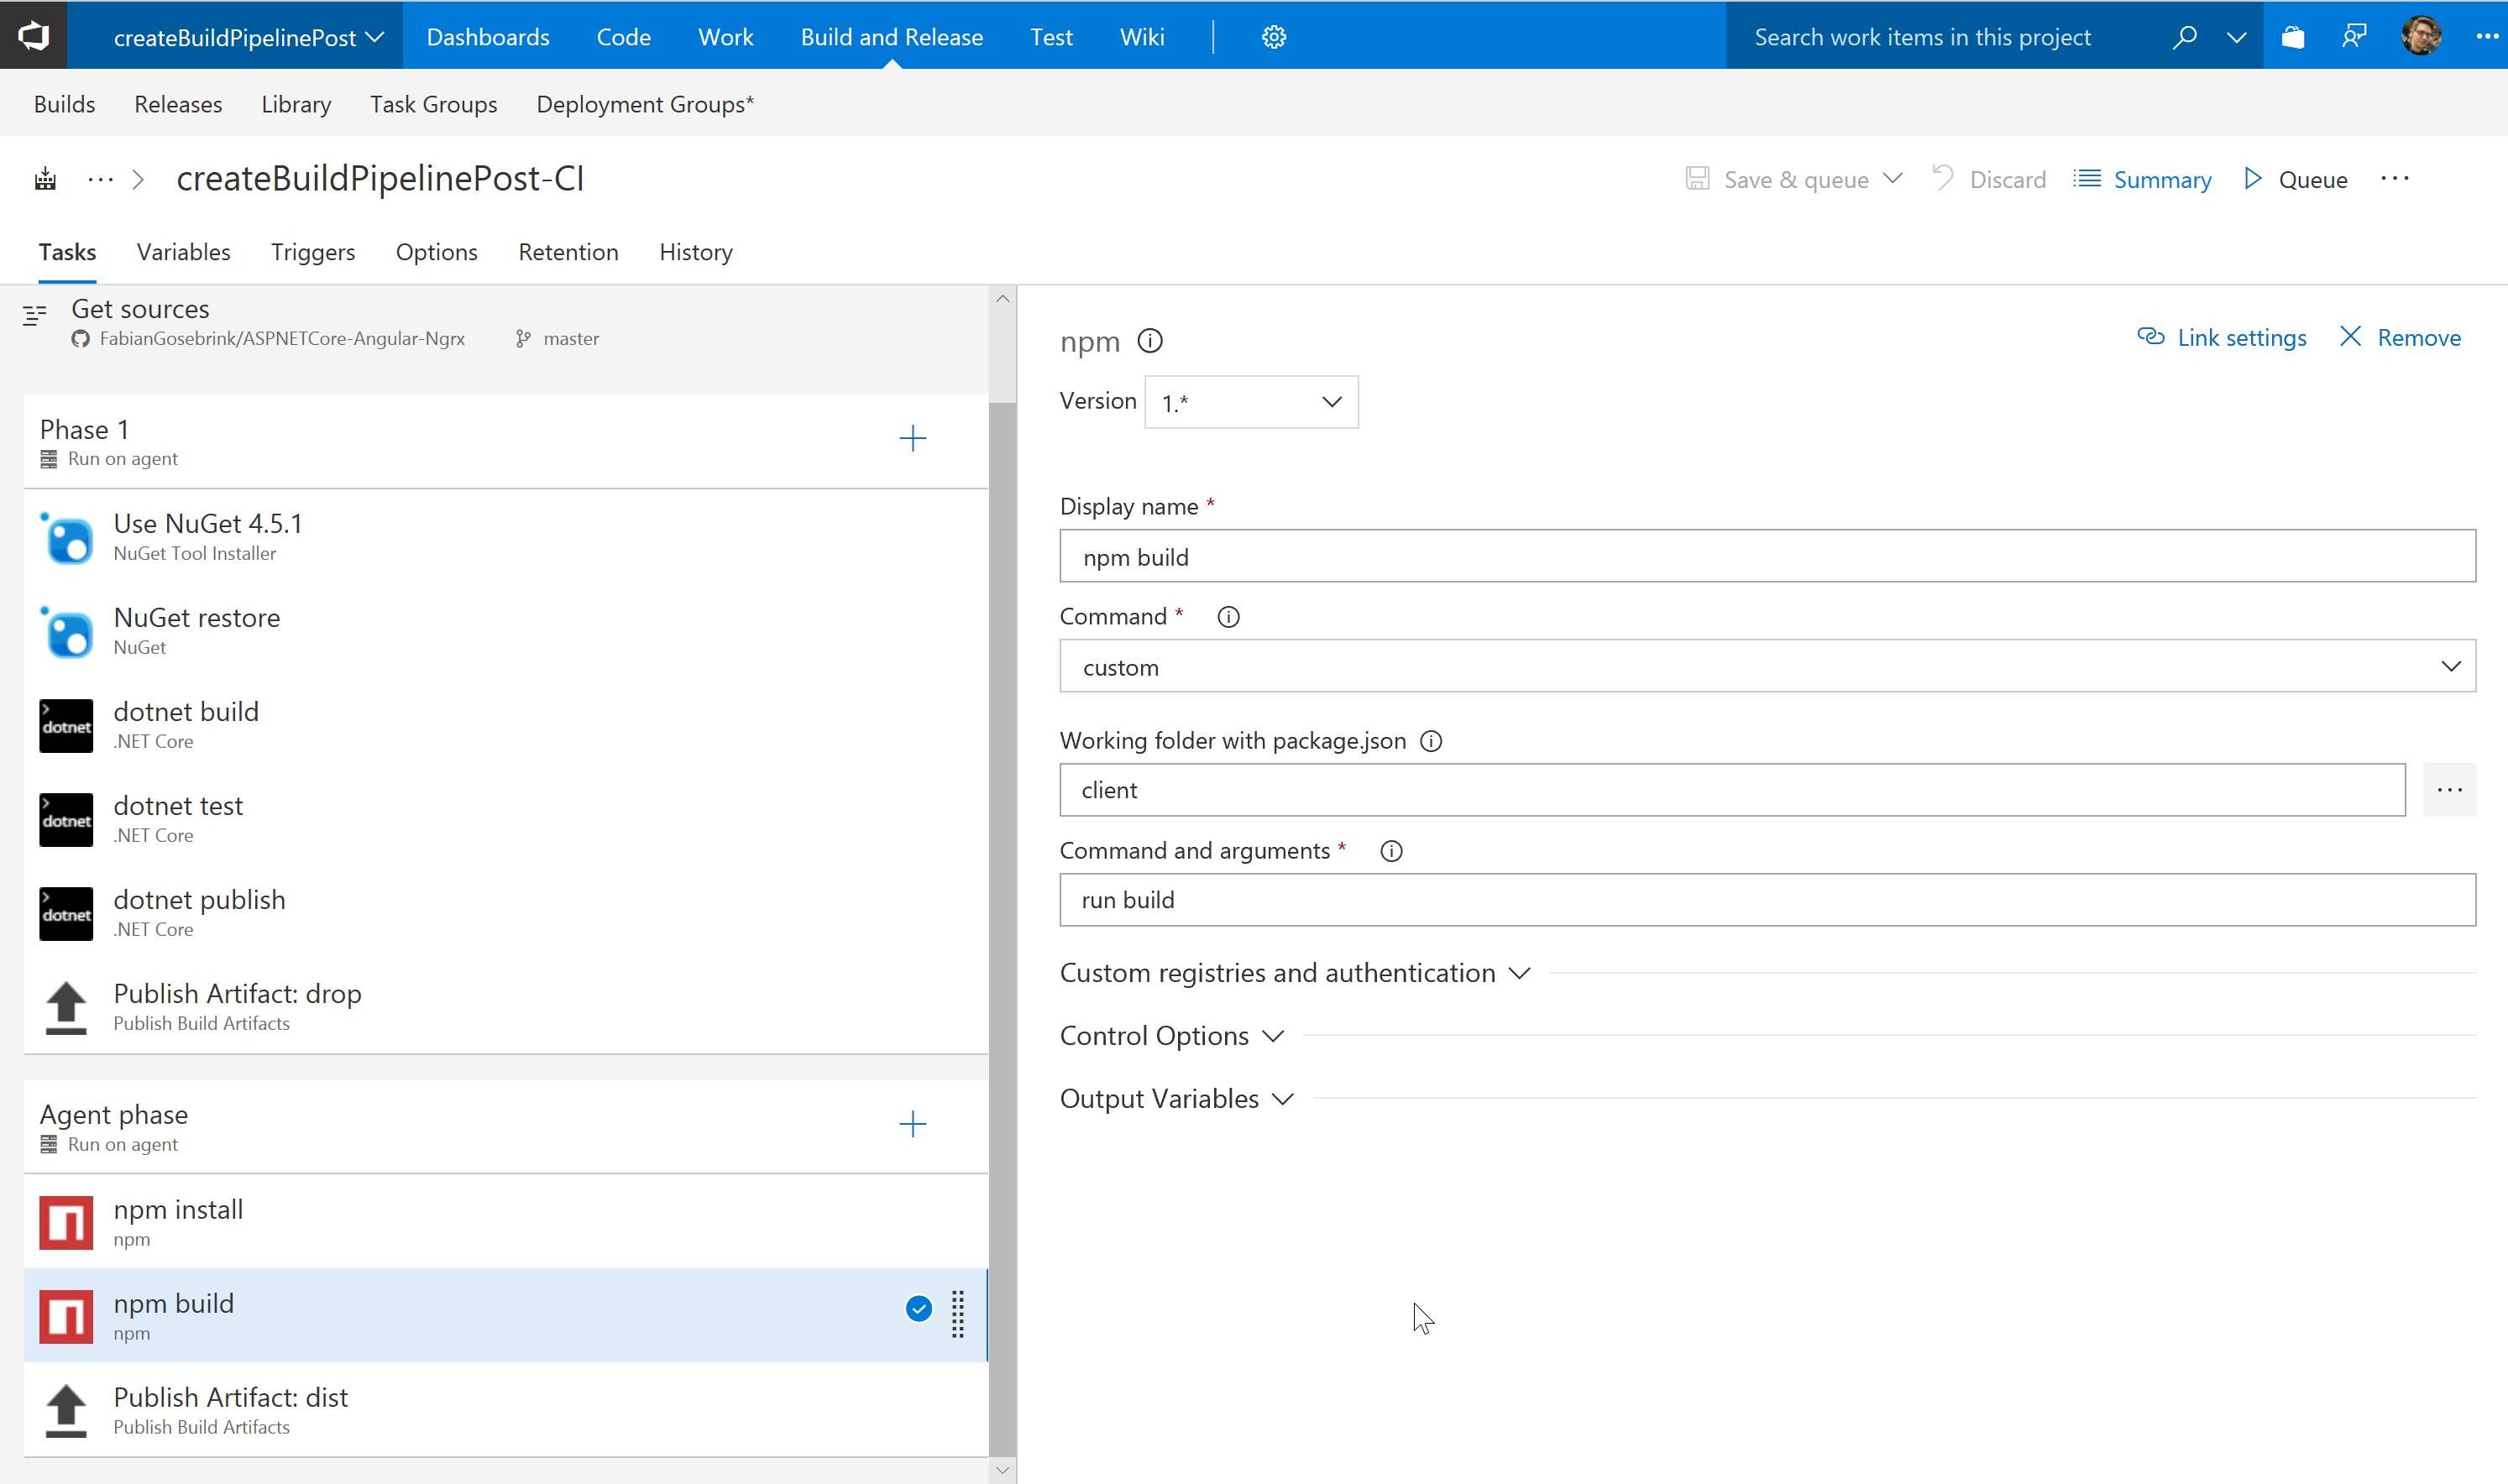 createBuildPipelinePost Dashboards Code Work Build and Release Test Wiki Search work items in this project
Builds Releases Library Task Groups Deployment Groups*
... > createBuildPipelinePost-CI Save & queue Discard Summary Queue ...
Tasks Variables Triggers Options Retention History
Get sources
FabianGosebrink/ASPNETCore-Angular-Ngrx master
Phase 1
Run on agent
Use NuGet 4.5.1
NuGet Tool Installer
NuGet restore
NuGet
dotnet
dotnet build
.NET Core
dotnet
dotnet test
.NET Core
dotnet
dotnet publish
.NET Core
Publish Artifact: drop
Publish Build Artifacts
Agent phase
Run on agent
npm install
npm
npm build
npm
Publish Artifact: dist
Publish Build Artifacts
npm Link settings Remove
Version 1.*
Display name *
npm build
Command *
custom
Working folder with package.json
client
...
Command and arguments *
run build
Custom registries and authentication
Control Options
Output Variables